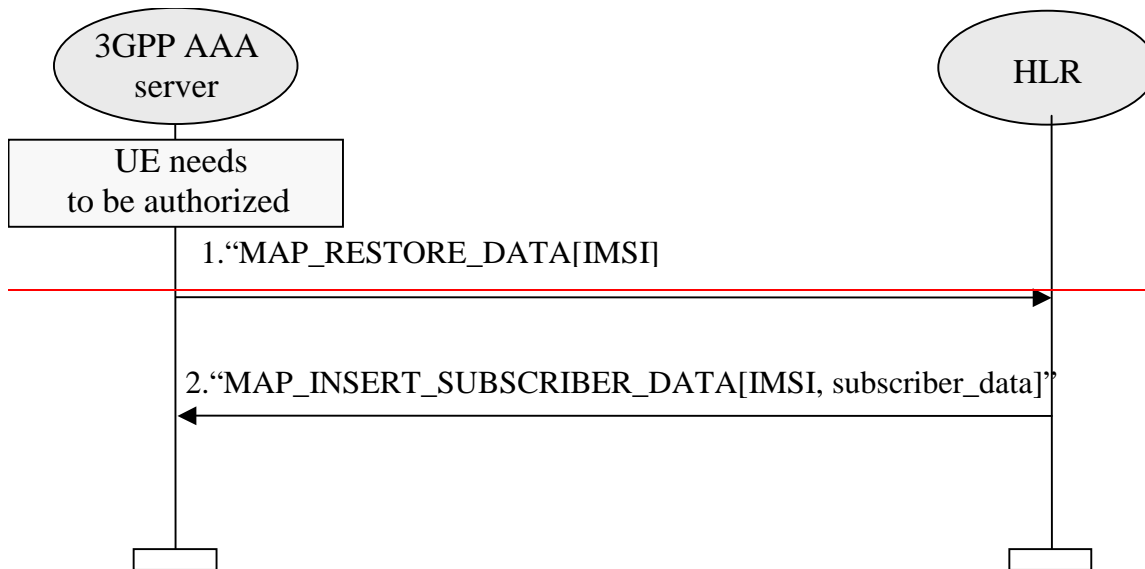 3GPP AAA
server
HLR
UE needs
to be authorized
1.“MAP_RESTORE_DATA[IMSI]
2.“MAP_INSERT_SUBSCRIBER_DATA[IMSI, subscriber_data]”